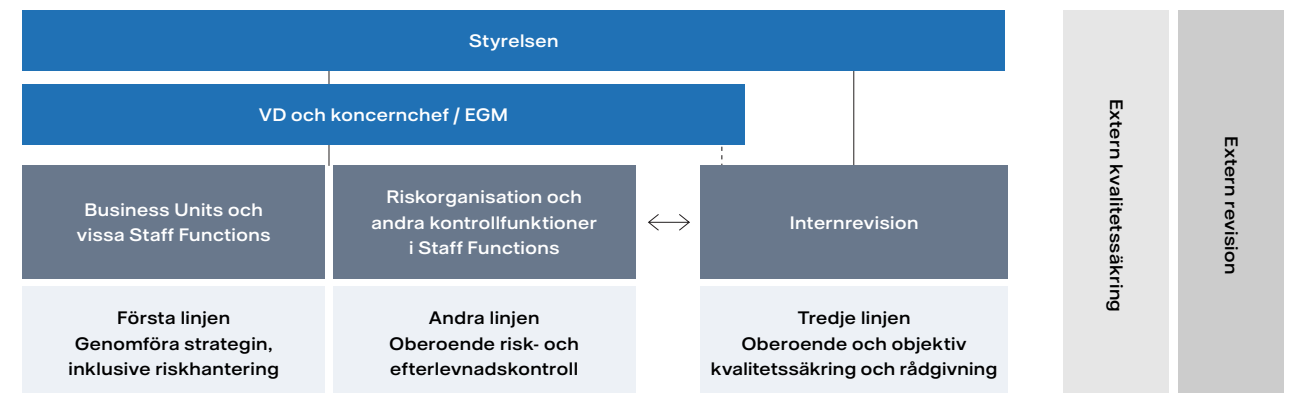 Styrelsen
VD och koncernchef / EGM
Business Units och
vissa Staff Functions
Riskorganisation och
andra kontrollfunktioner
i Staff Functions
Internrevision
Första linjen
Genomföra strategin,
inklusive riskhantering
Andra linjen
Oberoende risk- och
efterlevnadskontroll
Tredje linjen
Oberoende och objektiv
kvalitetssäkring och rådgivning
Extern kvalitetssäkring
Extern revision